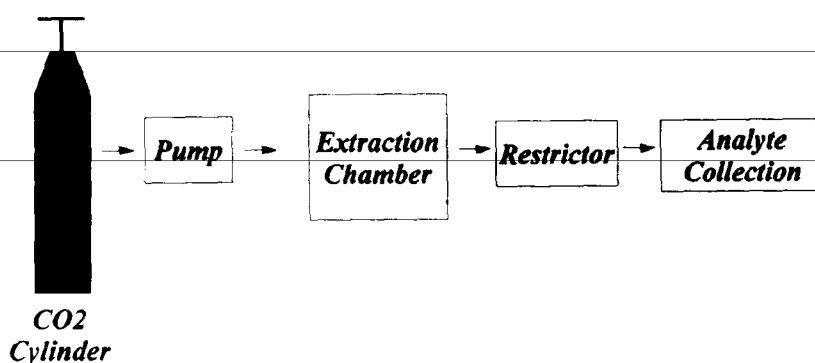 Pump
Extraction
Chamber
Restrictor
Analyte
Collection
CO2
Cylinder